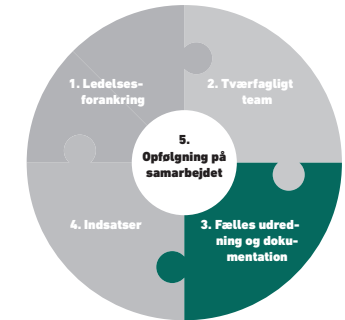 1. Ledelses-
forankring
2. Tværfagligt
team
5.
Opfølgning på
samarbejdet
4. Indsatser
3. Fælles udred-
ning og doku-
mentation